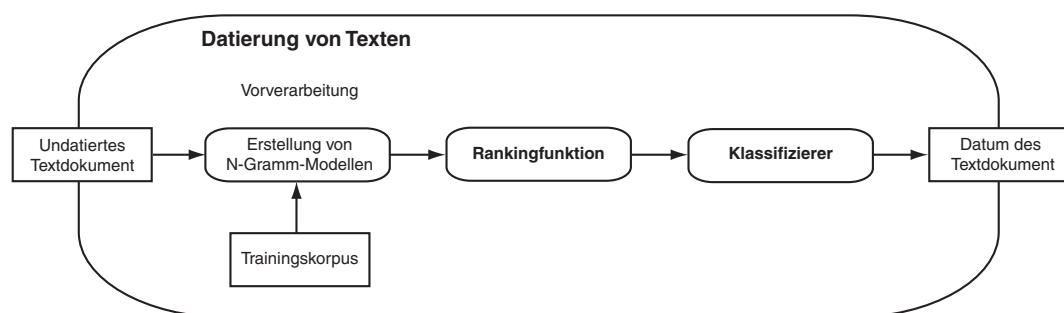 Datierung von Texten
Vorverarbeitung
Undatiertes
Textdokument
Erstellung von
N-Gramm-Modellen
Rankingfunktion
Klassifizierer
Datum des
Textdokument
Trainingskorpus